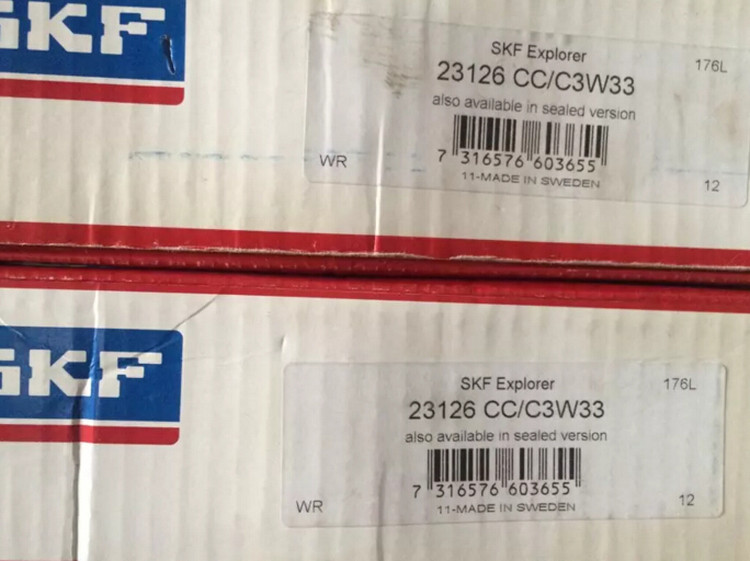 SKF
SKF Explorer
176L
23126 CC/C3W33
also available in sealed version
7 316576 603655
WR
11-MADE IN SWEDEN
12
SKF
SKF Explorer
176L
23126 CC/C3W33
also available in sealed version
7 316576 603655
WR
11-MADE IN SWEDEN
12